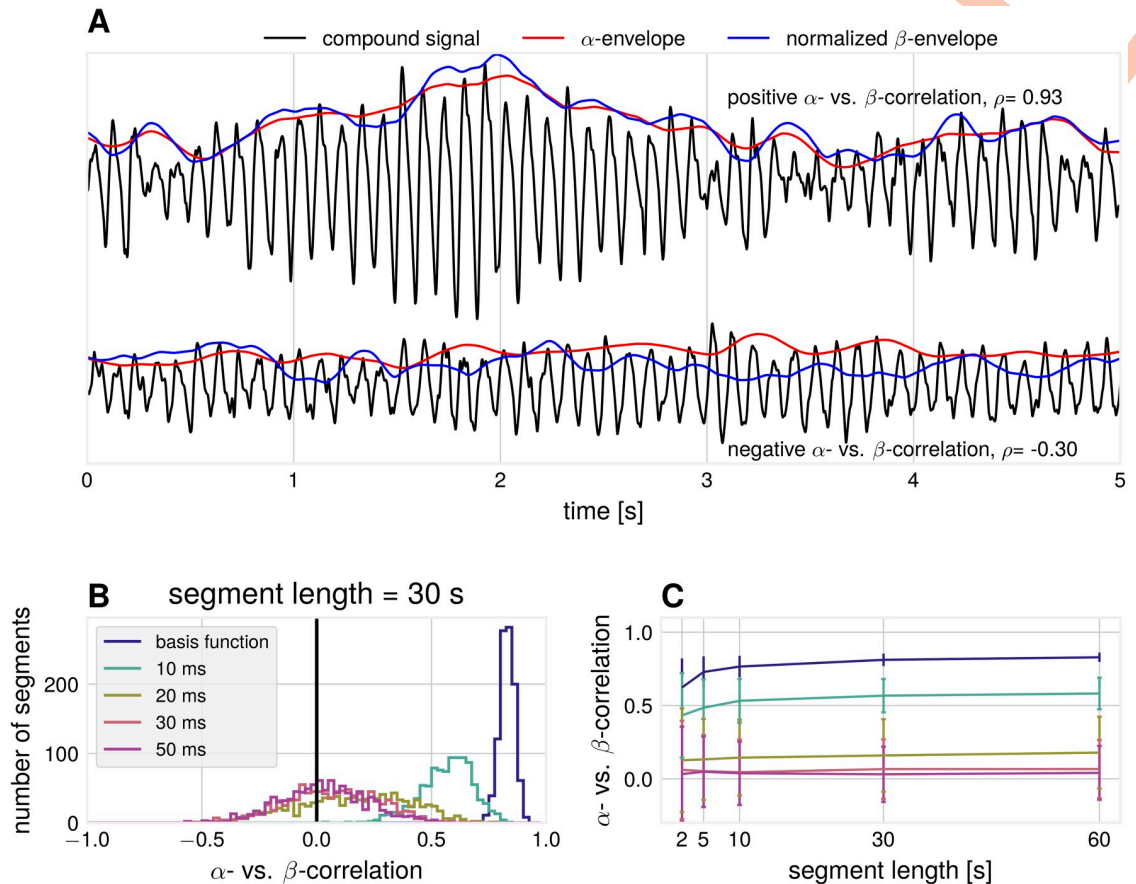 A
compound signal α-envelope normalized β-envelope
positive α- vs. β-correlation, ρ= 0.93
negative α- vs. β-correlation, ρ= -0.30
0 1 2 3 4 5
time [s]
B segment length = 30 s
number of segments
200
100
0
basis function
10 ms
20 ms
30 ms
50 ms
−1.0 −0.5 0.0 0.5 1.0
α- vs. β-correlation
C
α- vs. β-correlation
1.0
0.5
0.0
2 5 10 30 60
segment length [s]